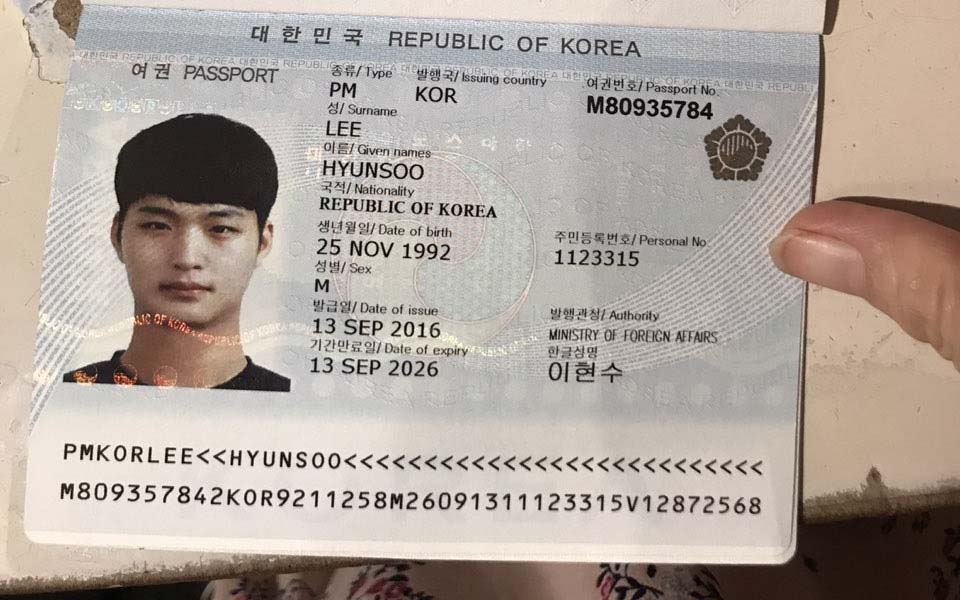 대한민국 REPUBLIC OF KOREA
여권 PASSPORT
종류/ Type 발행국/ Issuing country 여권번호/ Passport No.
PM KOR M80935784
성/ Surname
LEE
이름/ Given names
HYUNSOO
국적/ Nationality
REPUBLIC OF KOREA
생년월일/ Date of birth 주민등록번호/ Personal No.
25 NOV 1992 1123315
성별/ Sex
M
발급일/ Date of issue 발행관청/ Authority
13 SEP 2016 MINISTRY OF FOREIGN AFFAIRS
기간만료일/ Date of expiry 한글성명
13 SEP 2026 이현수
PMKORLEE<<HYUNSOO<<<<<<<<<<<<<<<<<<<<<<<<<<<
M809357842KOR9211258M26091311123315V12872568